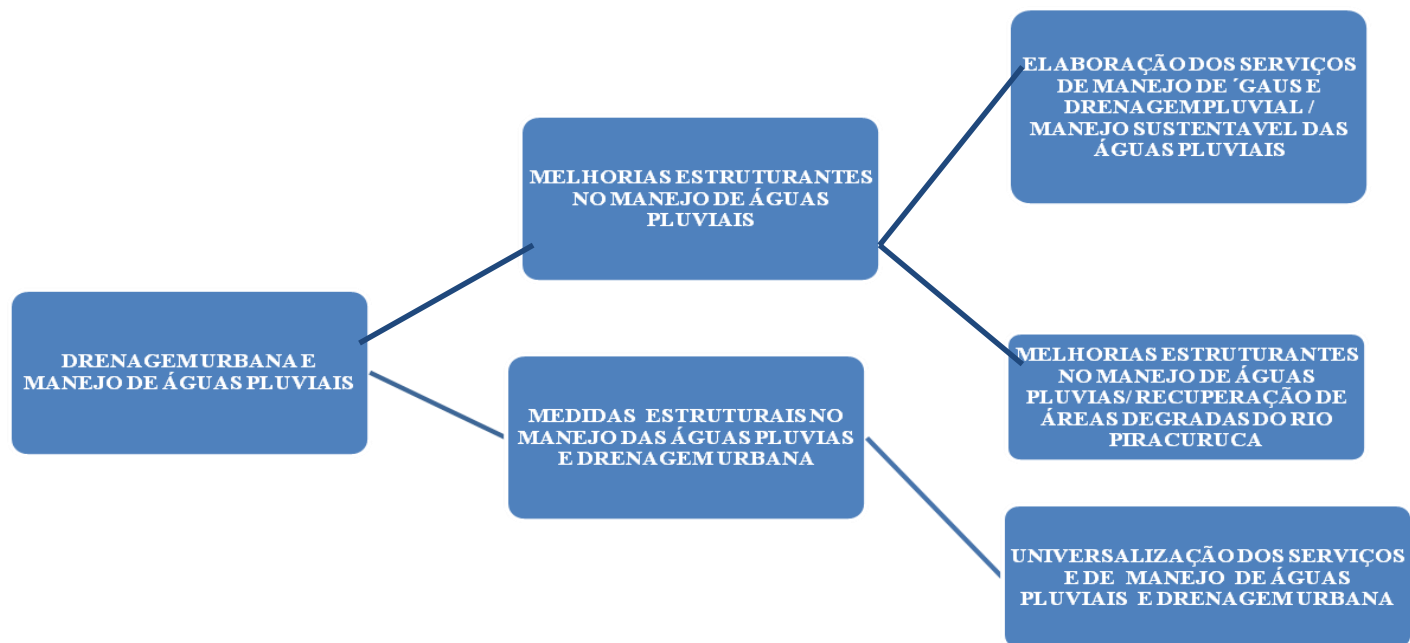 DRENAGEM URBANA E
MANEJO DE ÁGUAS PLUVIAIS
MELHORIAS ESTRUTURANTES
NO MANEJO DE ÁGUAS
PLUVIAIS
MEDIDAS ESTRUTURAIS NO
MANEJO DAS ÁGUAS PLUVIAS
E DRENAGEM URBANA
ELABORAÇÃO DOS SERVIÇOS
DE MANEJO DE ´GAUS E
DRENAGEM PLUVIAL /
MANEJO SUSTENTAVEL DAS
ÁGUAS PLUVIAIS
MELHORIAS ESTRUTURANTES
NO MANEJO DE ÁGUAS
PLUVIAS/ RECUPERAÇÃO DE
ÁREAS DEGRADAS DO RIO
PIRACURUCA
UNIVERSALIZAÇÃO DOS SERVIÇOS
E DE MANEJO DE ÁGUAS
PLUVIAIS E DRENAGEM URBANA